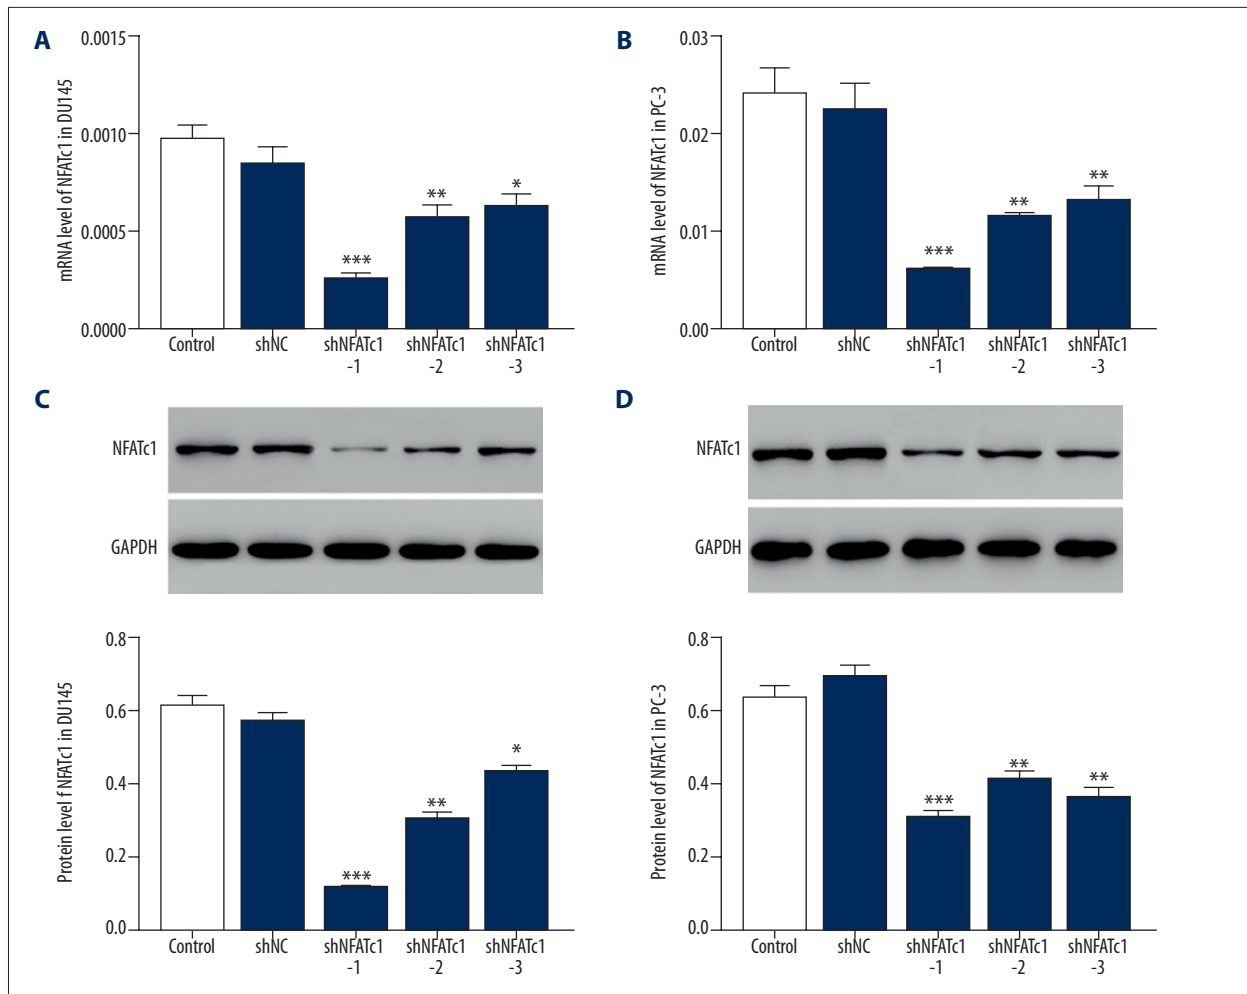 A
mRNA level of NFATc1 in DU145
0.0015
0.0010
0.0005
0.0000
***
**
*
Control
shNC
shNFATc1
-1
shNFATc1
-2
shNFATc1
-3
B
mRNA level of NFATc1 in PC-3
0.03
0.02
0.01
0.00
***
**
**
Control
shNC
shNFATc1
-1
shNFATc1
-2
shNFATc1
-3
C
NFATc1
GAPDH
Protein level f NFATc1 in DU145
0.8
0.6
0.4
0.2
0.0
***
**
*
Control
shNC
shNFATc1
-1
shNFATc1
-2
shNFATc1
-3
D
NFATc1
GAPDH
Protein level of NFATc1 in PC-3
0.8
0.6
0.4
0.2
0.0
***
**
**
Control
shNC
shNFATc1
-1
shNFATc1
-2
shNFATc1
-3